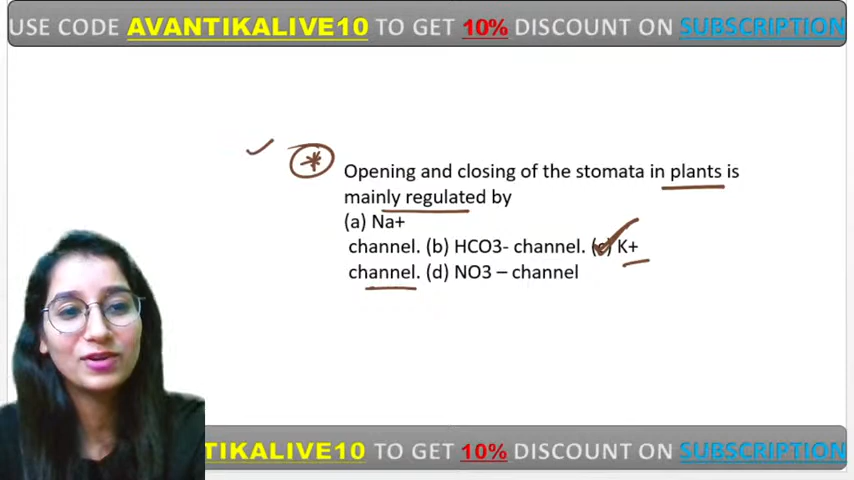 USE CODE AVANTIKALIVE10 TO GET 10% DISCOUNT ON SUBSCRIPTION
Opening and closing of the stomata in plants is
mainly regulated by
(a) Na+
channel. (b) HCO3- channel. (c) K+
channel. (d) NO3 – channel
TIKALIVE10 TO GET 10% DISCOUNT ON SUBSCRIPTION